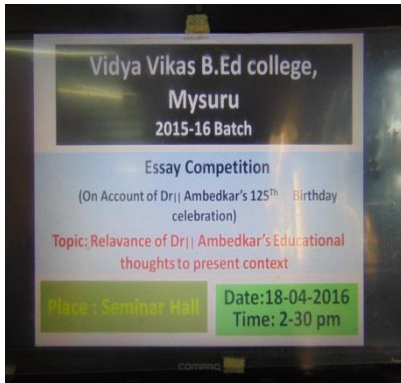 Vidya Vikas B.Ed college,
Mysuru
2015-16 Batch
Essay Competition
(On Account of Dr|| Ambedkar's 125Th Birthday
celebration)
Topic: Relavance of Dr|| Ambedkar's Educational
thoughts to present context
Place : Seminar Hall
Date:18-04-2016
Time: 2-30 pm
COMPAQ